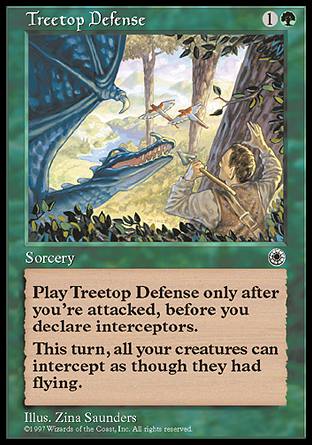 Treetop Defense 1
Sorcery
Play Treetop Defense only after
you're attacked, before you
declare interceptors.
This turn, all your creatures can
intercept as though they had
flying.
Illus. Zina Saunders
©1997 Wizards of the Coast, Inc. All rights reserved.